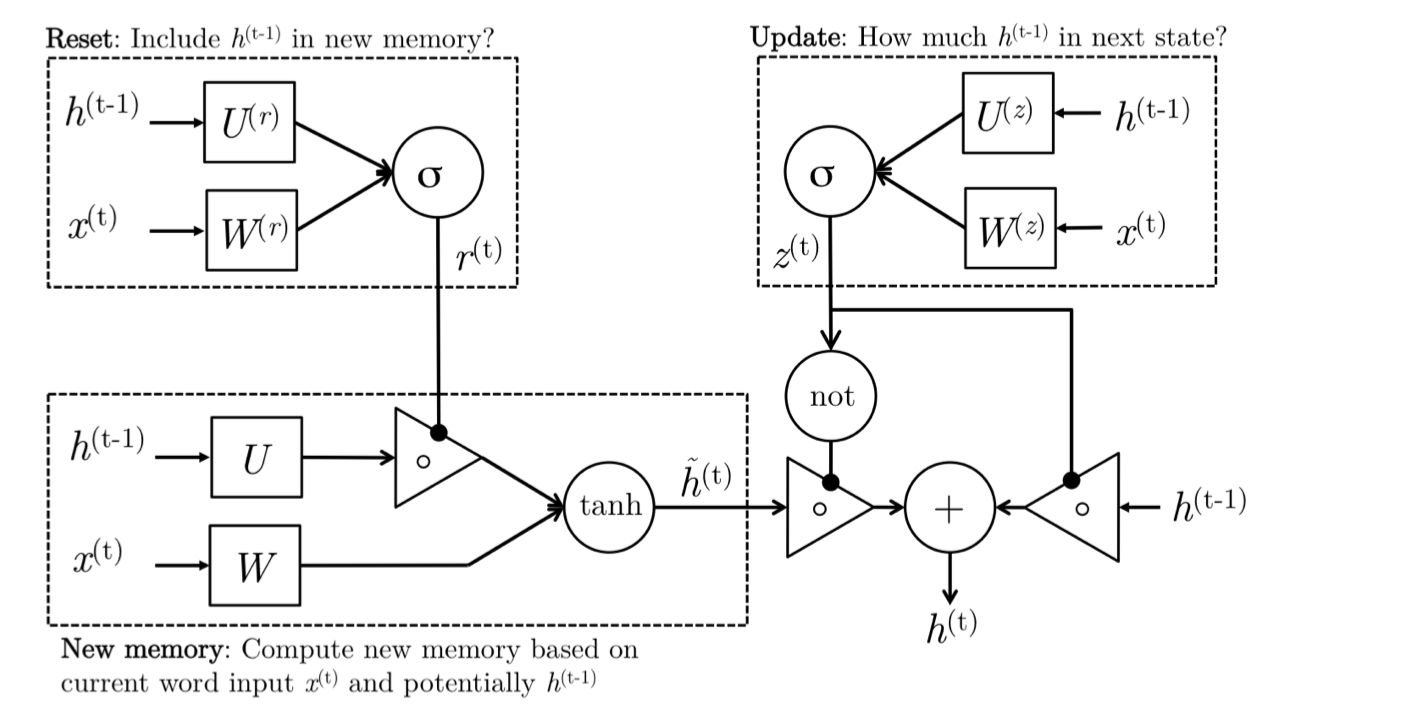 Reset: Include h(t-1) in new memory?
h(t-1)
U(r)
σ
x(t)
W(r)
r(t)
Update: How much h(t-1) in next state?
U(z)
h(t-1)
σ
W(z)
x(t)
z(t)
not
h(t-1)
U
∘
tanh
h̃(t)
x(t)
W
∘
+
∘
h(t-1)
h(t)
New memory: Compute new memory based on
current word input x(t) and potentially h(t-1)